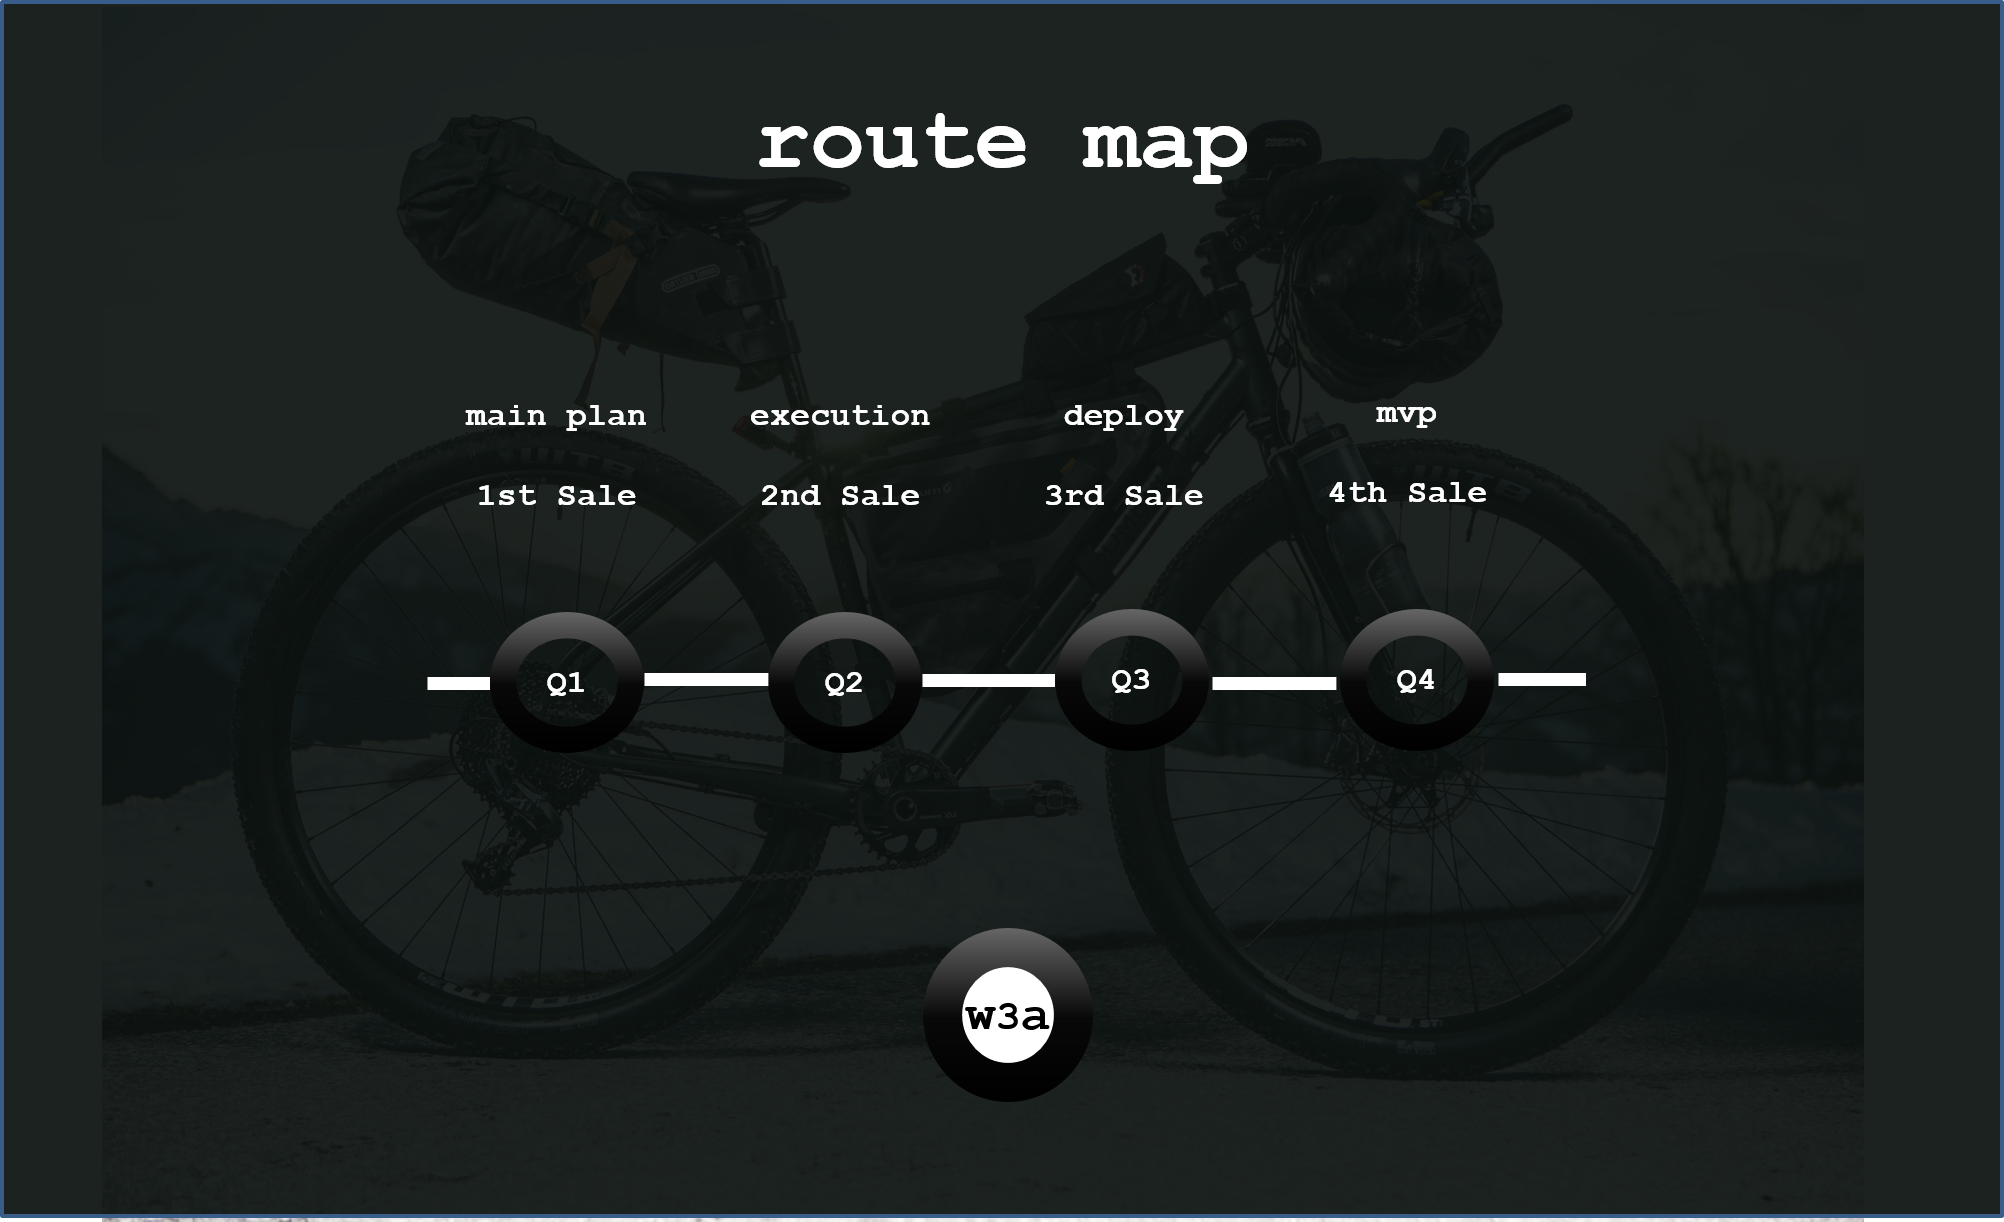 route map
main plan
execution
deploy
mvp
1st Sale
2nd Sale
3rd Sale
4th Sale
Q1
Q2
Q3
Q4
w3a